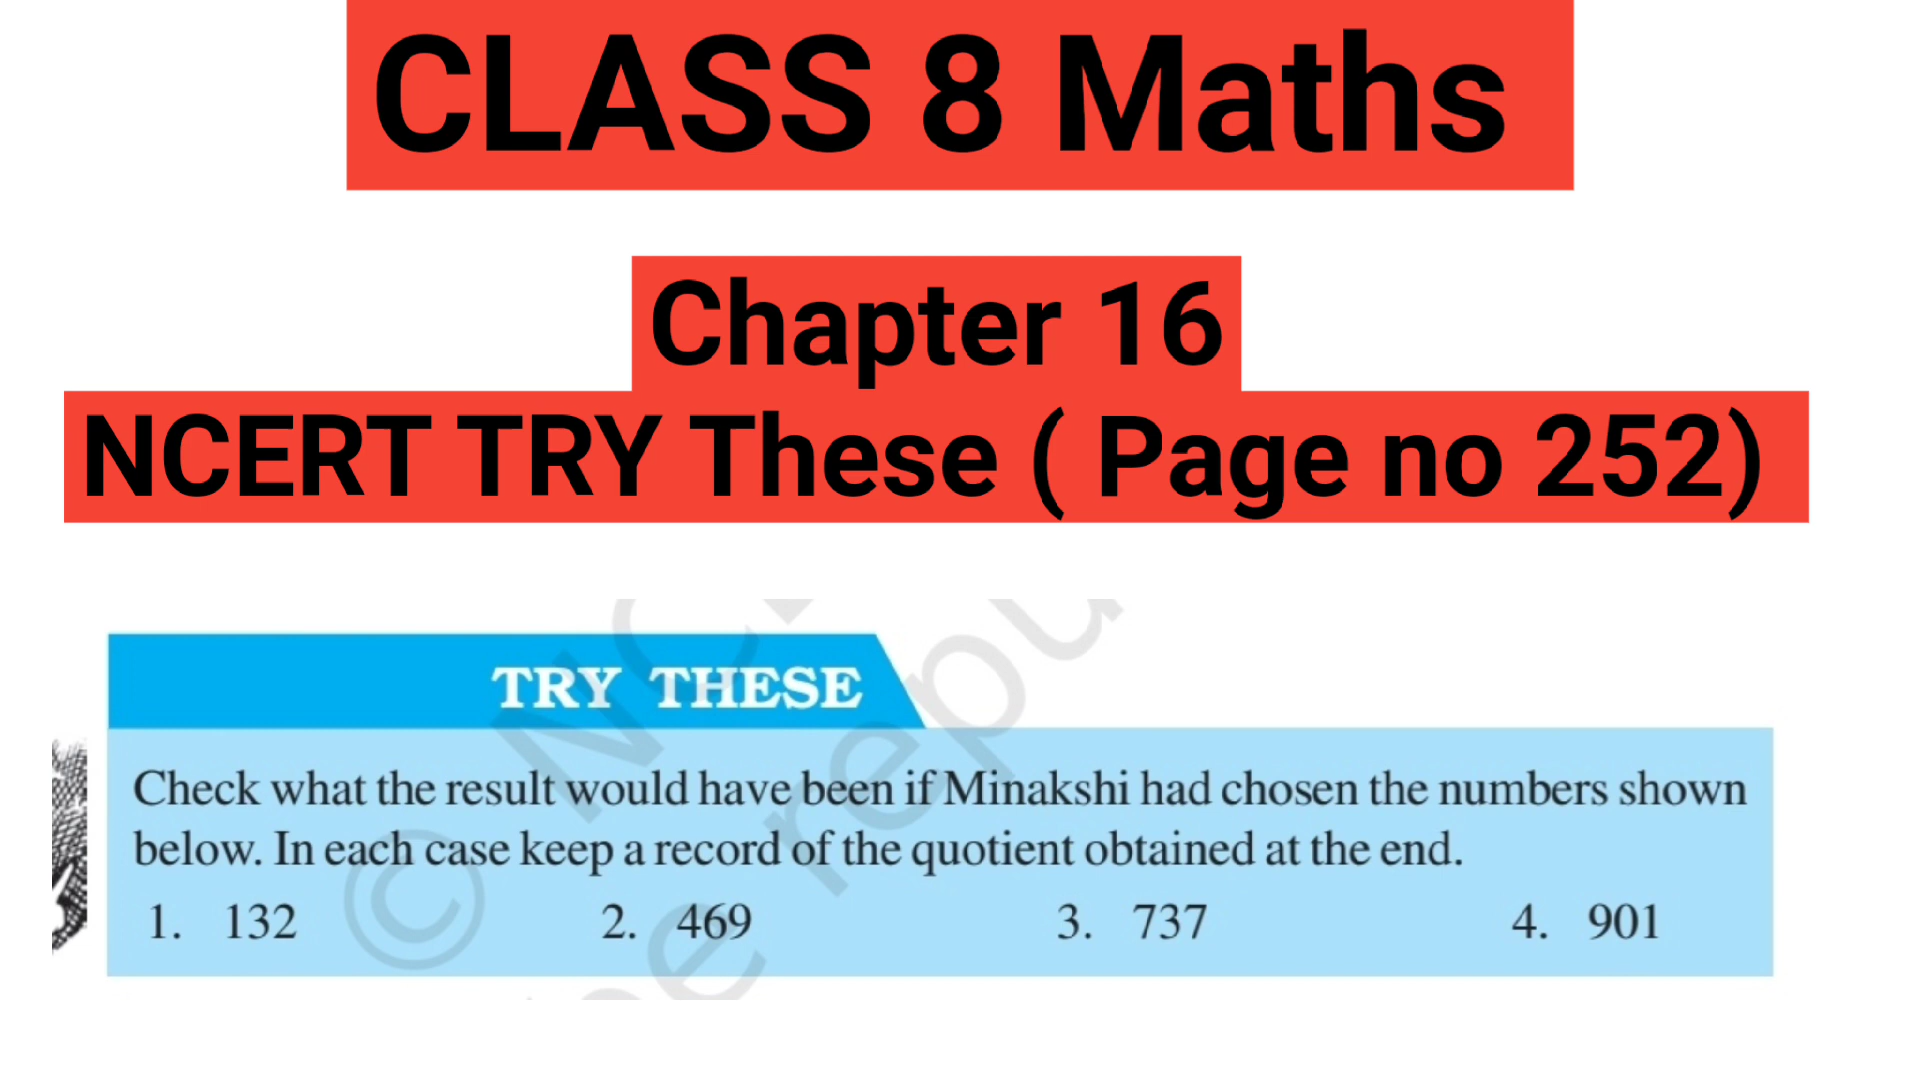 CLASS 8 Maths
Chapter 16
NCERT TRY These ( Page no 252)
TRY THESE
Check what the result would have been if Minakshi had chosen the numbers shown
below. In each case keep a record of the quotient obtained at the end.
1. 132 2. 469 3. 737 4. 901